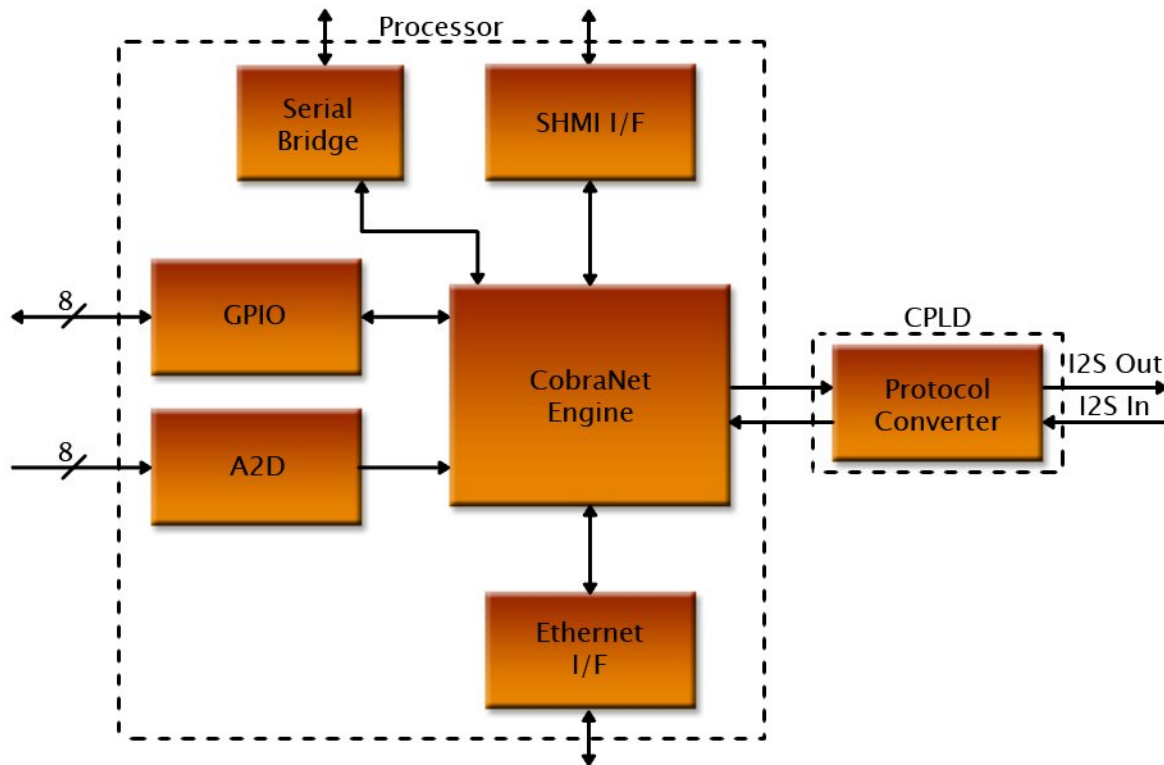 Processor
Serial
Bridge
SHMI I/F
8
GPIO
CobraNet
Engine
CPLD
Protocol
Converter
I2S Out
I2S In
8
A2D
Ethernet
I/F